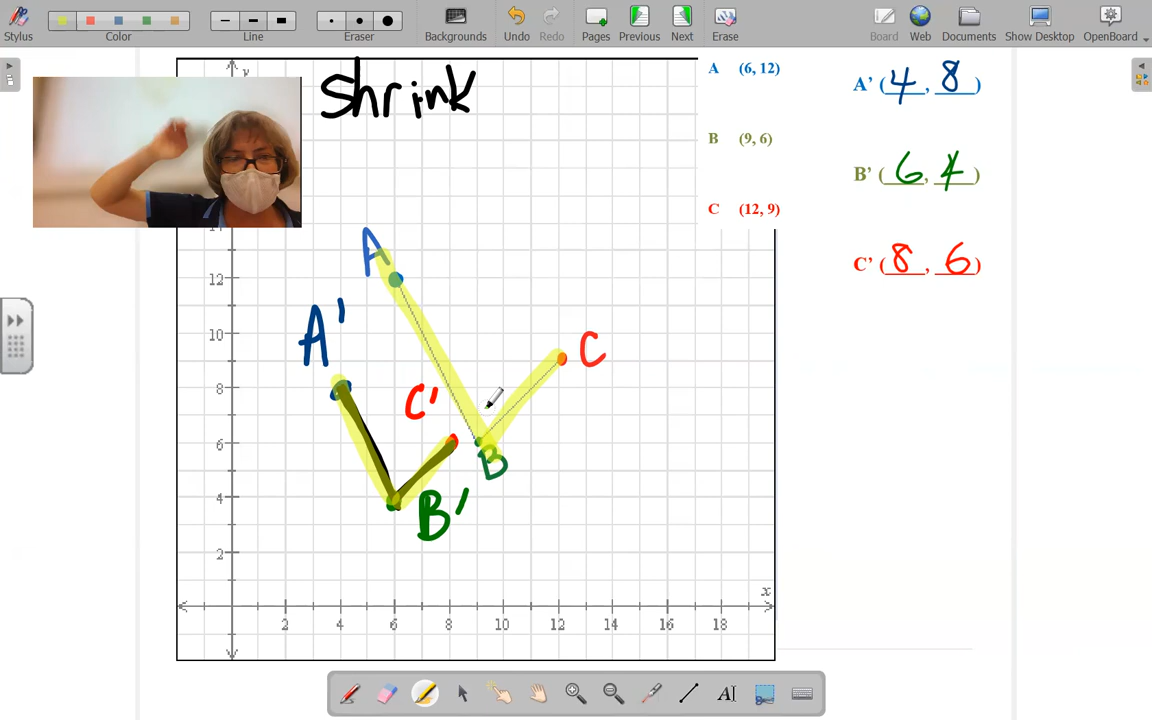 Stylus
Color
Line
Eraser
Backgrounds
Undo
Redo
Pages
Previous
Next
Erase
Board
Web
Documents
Show Desktop
OpenBoard
y
Shrink
A (6, 12)
A' (4, 8)
B (9, 6)
B' (6, 4)
C (12, 9)
C' (8, 6)
A
12
A'
10
C
8
C'
6
B
4
B'
2
x
2 4 6 8 10 12 14 16 18
AI